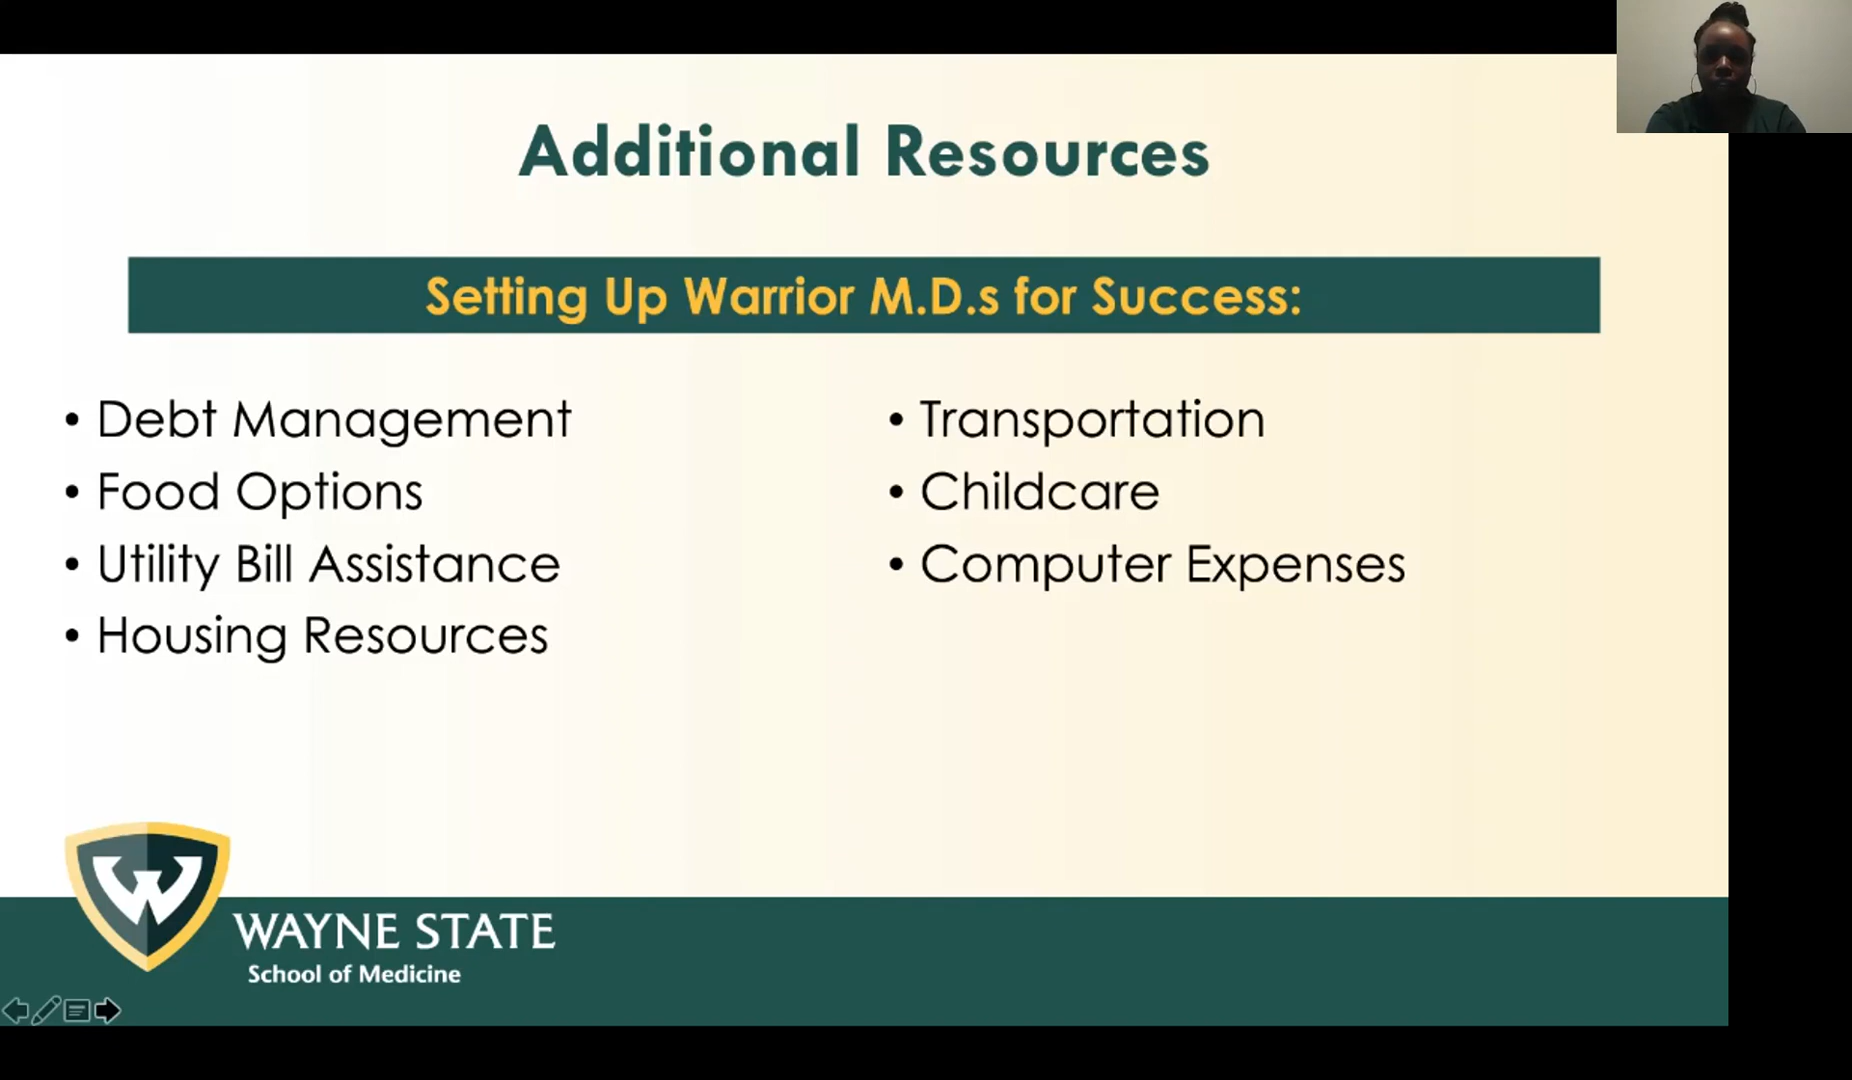 Additional Resources
Setting Up Warrior M.D.s for Success:
• Debt Management
• Food Options
• Utility Bill Assistance
• Housing Resources
• Transportation
• Childcare
• Computer Expenses
W
WAYNE STATE
School of Medicine